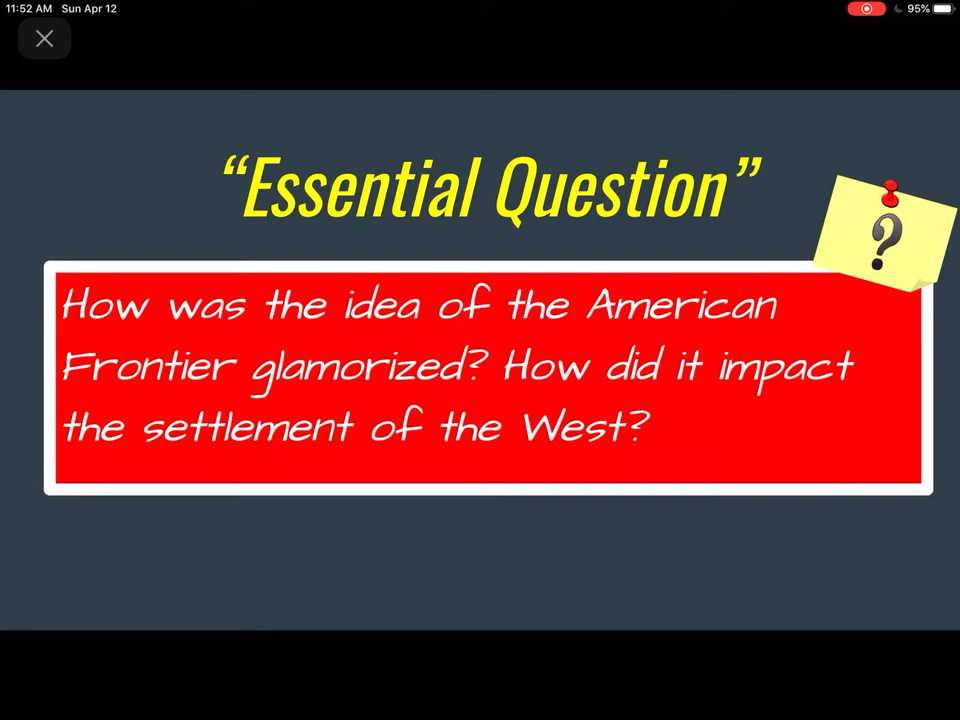 11:52 AM Sun Apr 12
95%
“Essential Question”
?
How was the idea of the American
Frontier glamorized? How did it impact
the settlement of the West?